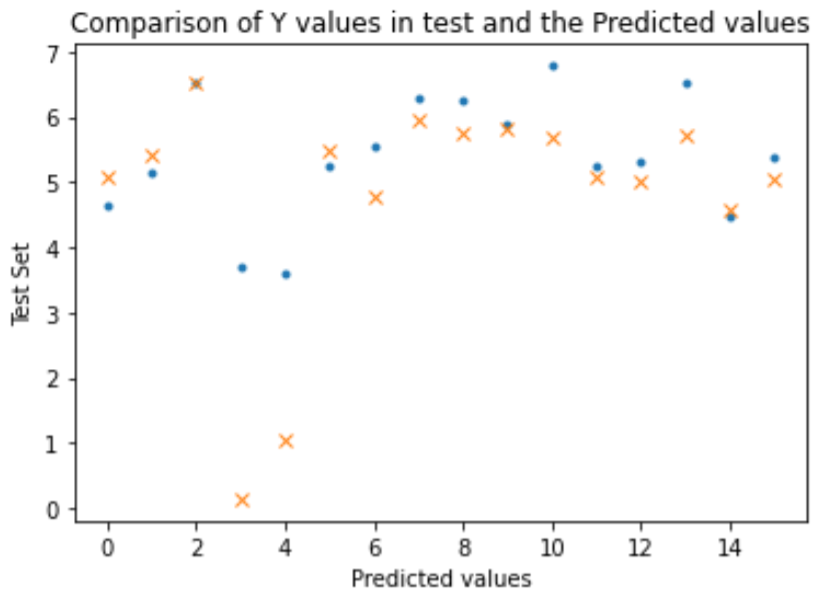 Comparison of Y values in test and the Predicted values
7
6
5
4
3
2
1
0
Test Set
0 2 4 6 8 10 12 14
Predicted values